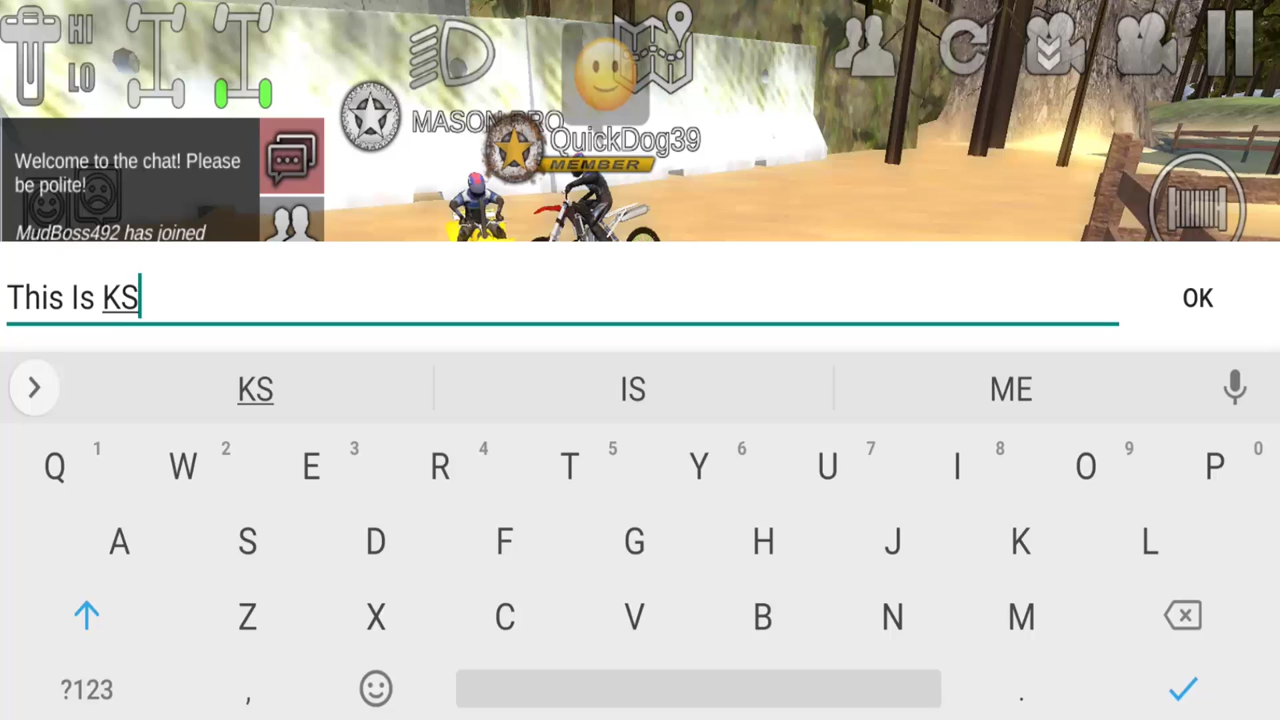 HI
LO
MASON PRO
QuickDog39
MEMBER
Welcome to the chat! Please
be polite!
MudBoss492 has joined
This Is KS
OK
KS IS ME
Q 1 W 2 E 3 R 4 T 5 Y 6 U 7 I 8 O 9 P 0
A S D F G H J K L
Z X C V B N M
?123 , .